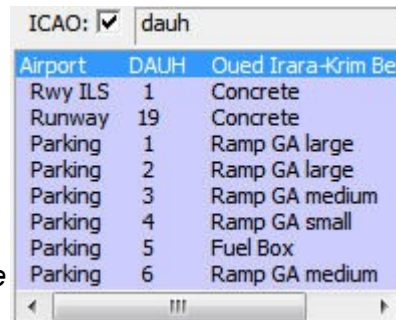 ICAO: dauh
Airport DAUH Oued Irara-Krim Be
Rwy ILS 1 Concrete
Runway 19 Concrete
Parking 1 Ramp GA large
Parking 2 Ramp GA large
Parking 3 Ramp GA medium
Parking 4 Ramp GA small
Parking 5 Fuel Box
e Parking 6 Ramp GA medium